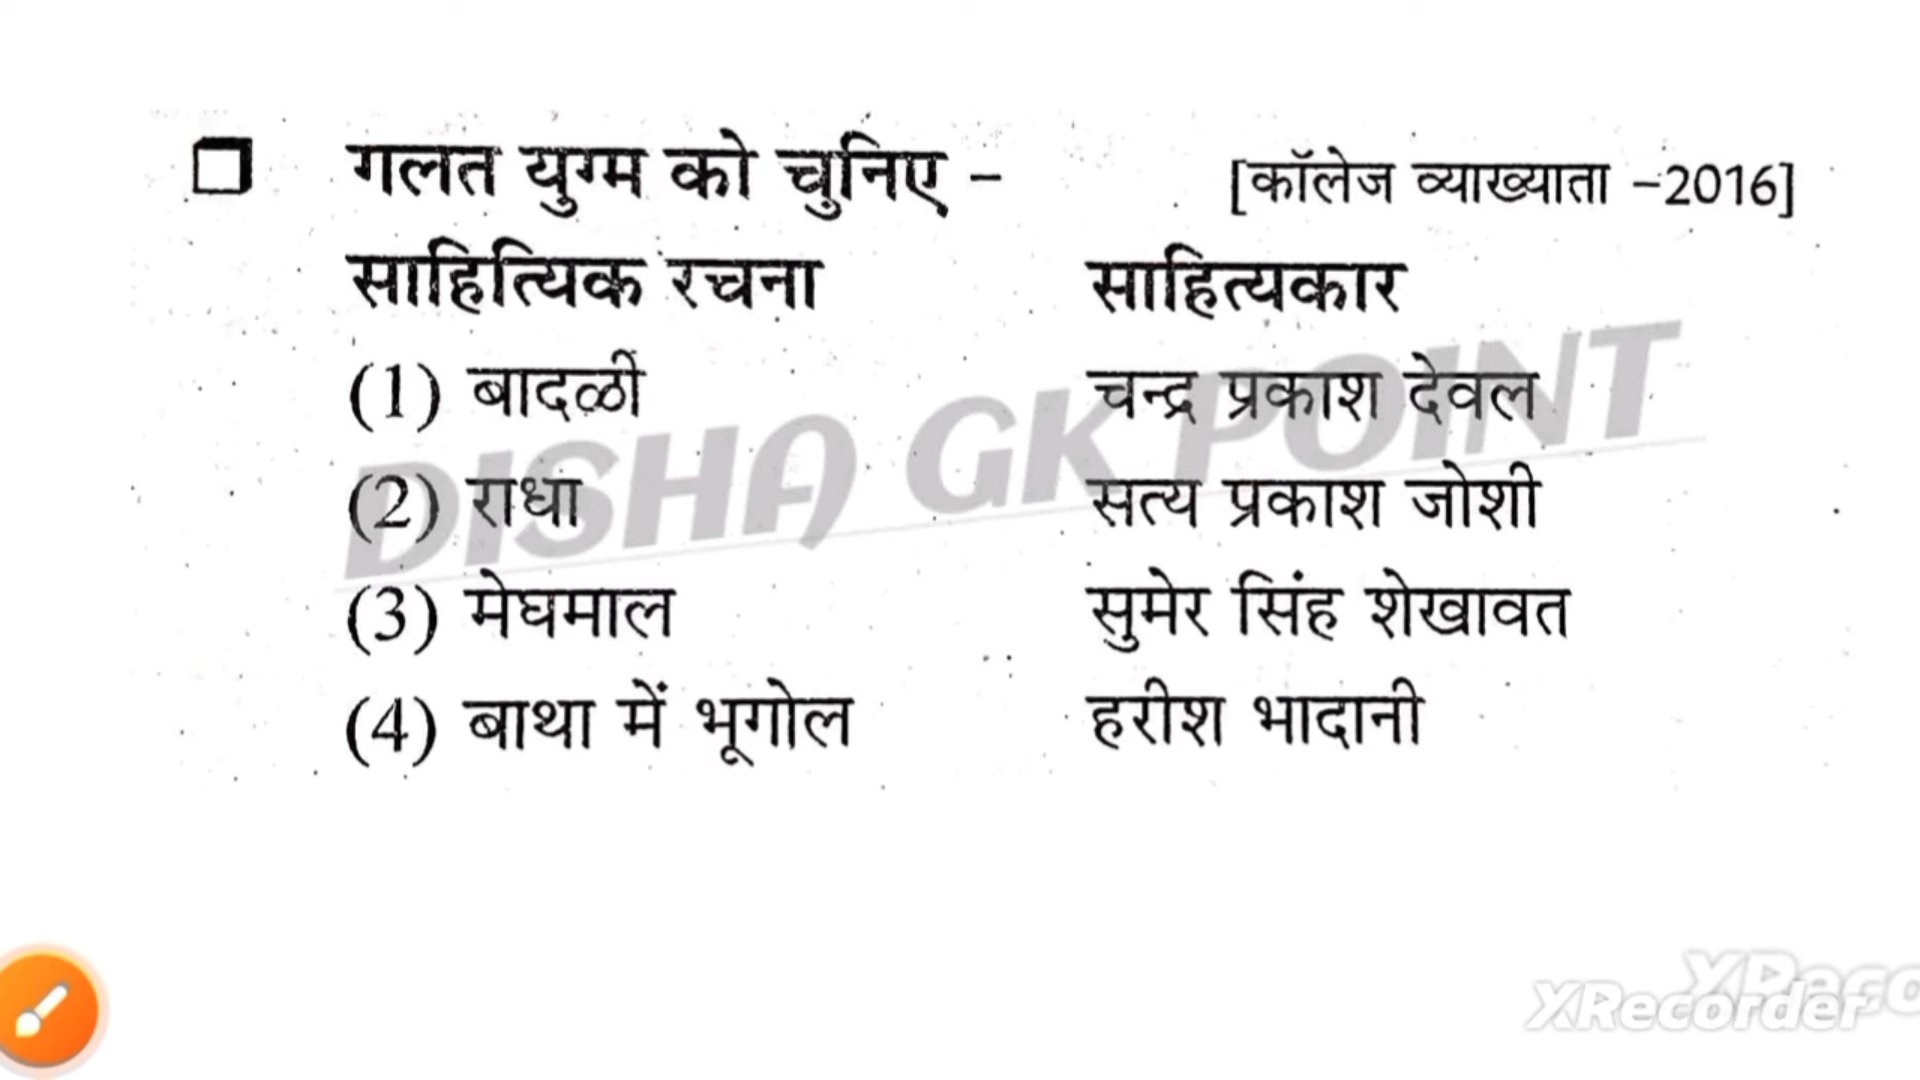 गलत युग्म को चुनिए – [कॉलेज व्याख्याता –2016]
साहित्यिक रचना साहित्यकार
(1) बादळी चन्द्र प्रकाश देवल
(2) राधा सत्य प्रकाश जोशी
(3) मेघमाल सुमेर सिंह शेखावत
(4) बाथा में भूगोल हरीश भादानी
DISHA GK POINT
XRecorder
XReco